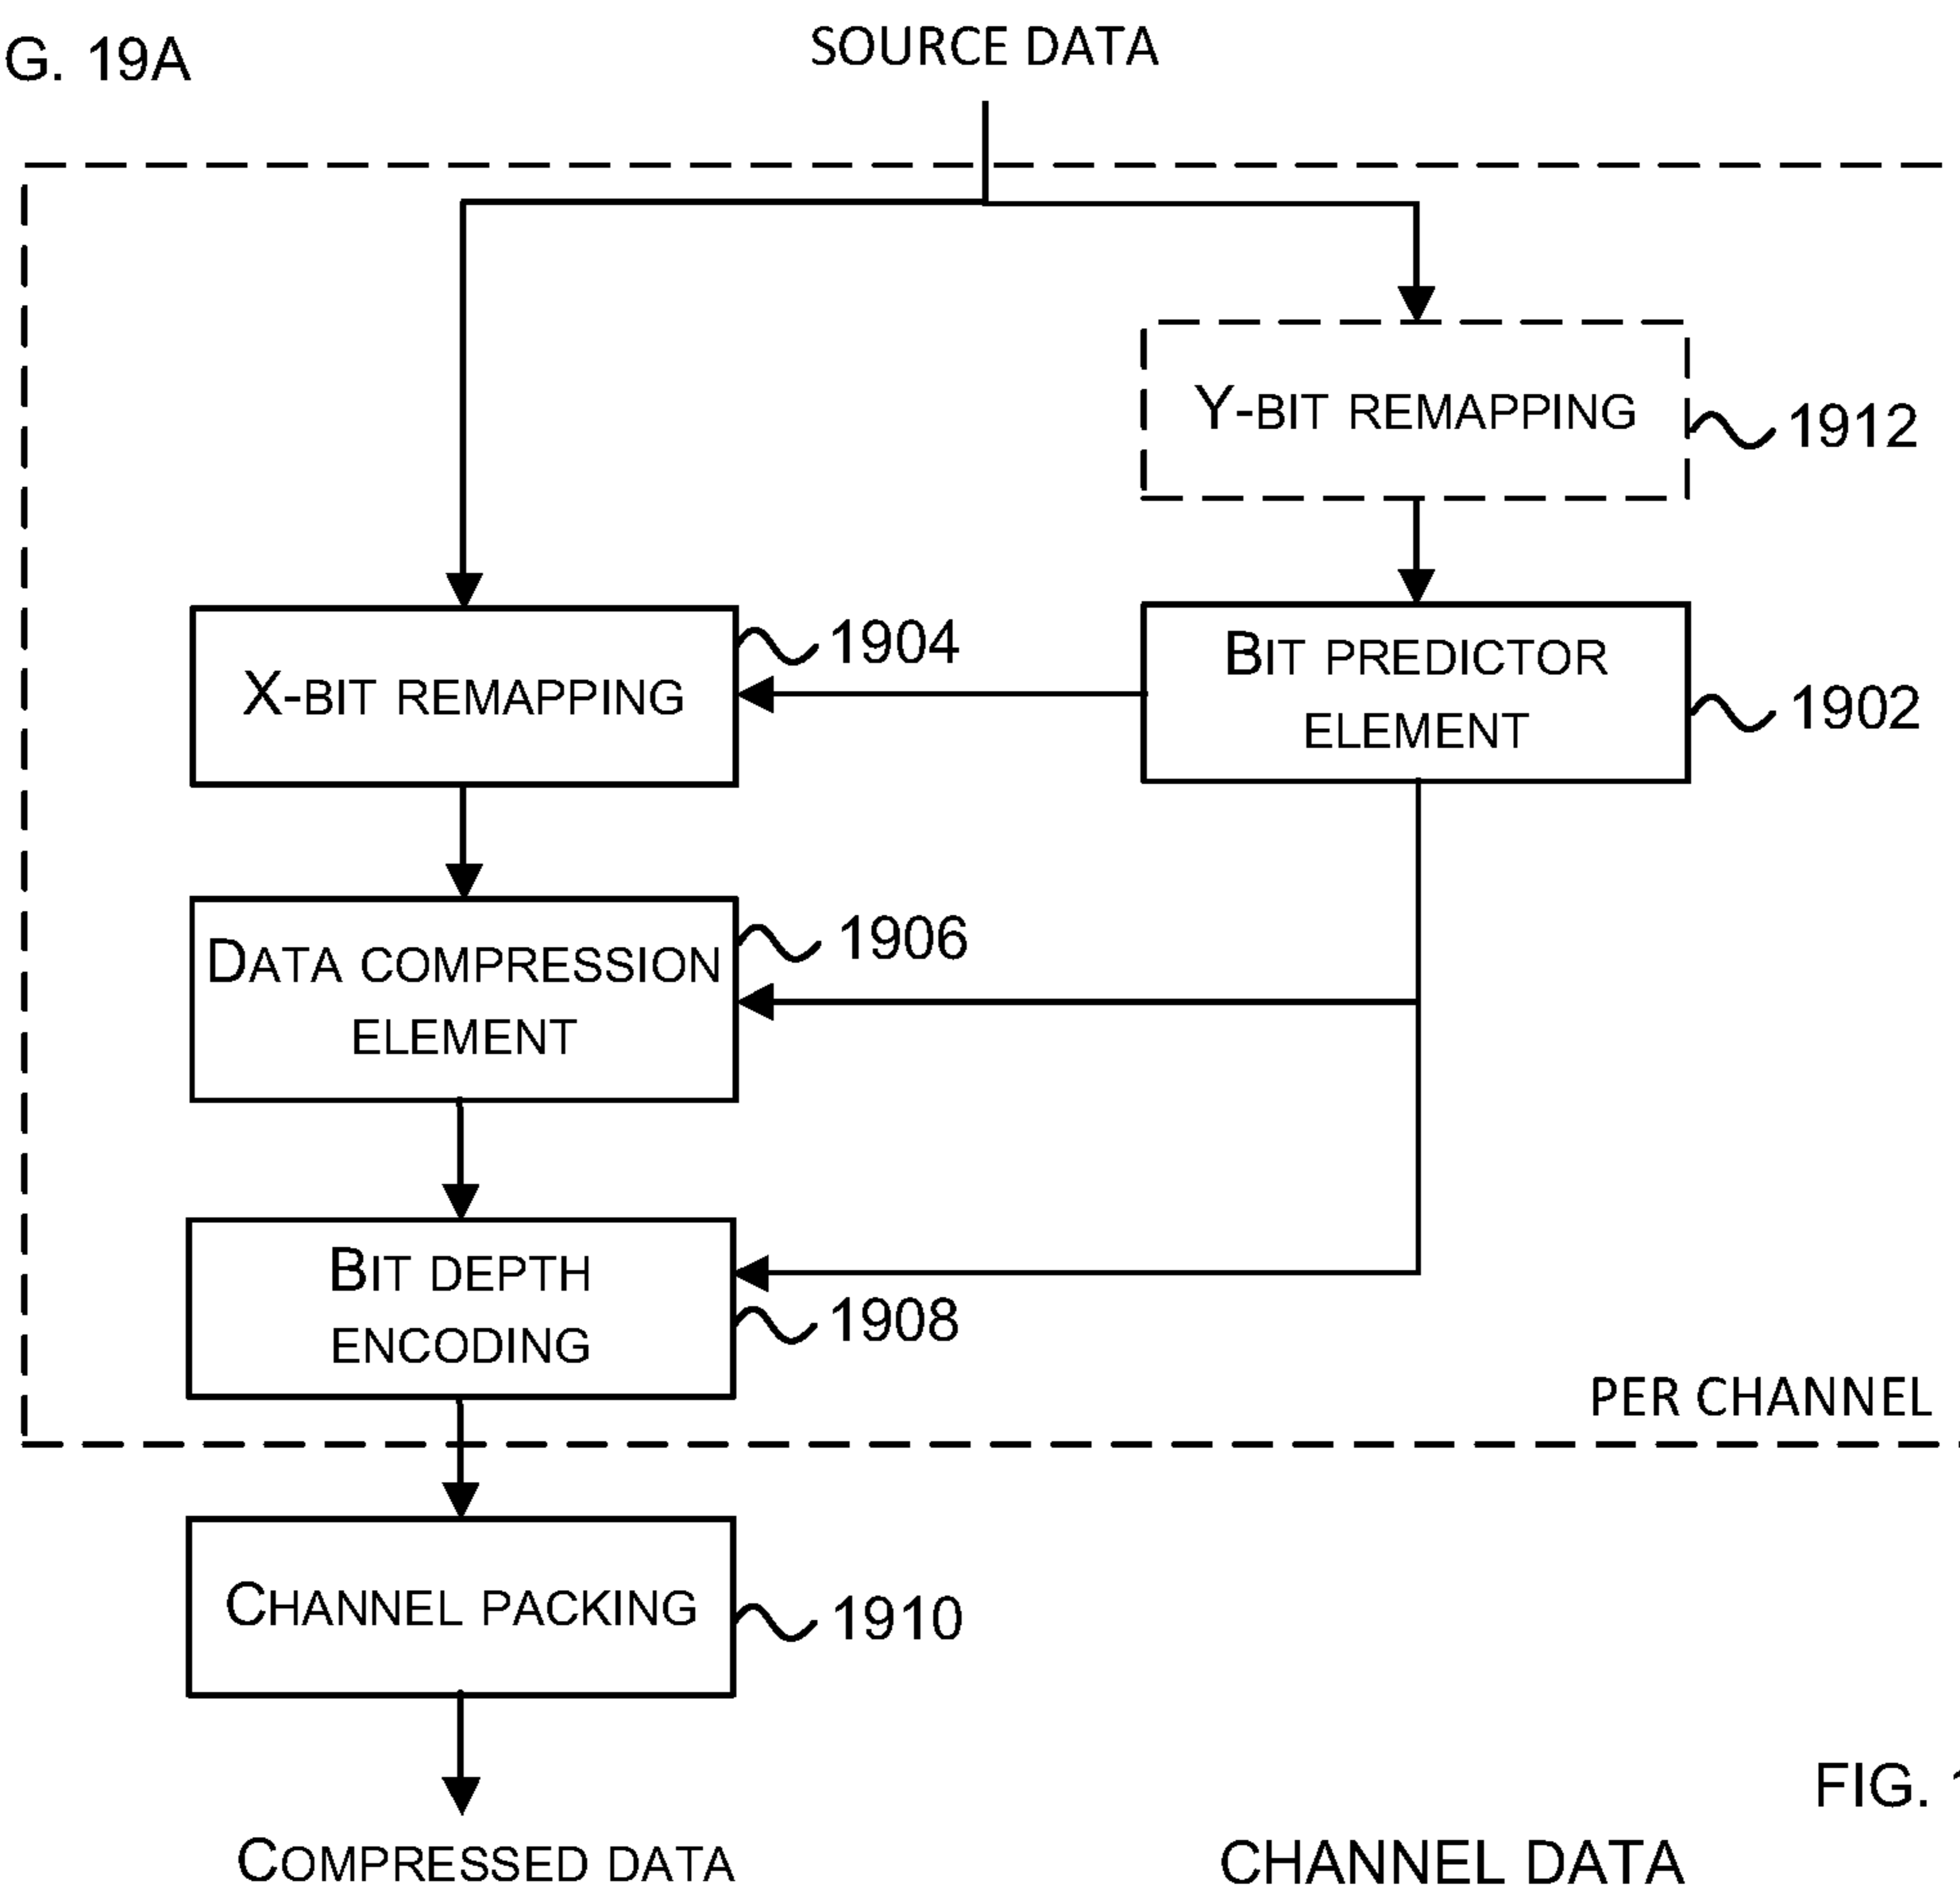 G. 19A
SOURCE DATA
Y-BIT REMAPPING
1912
X-BIT REMAPPING
1904
BIT PREDICTOR
ELEMENT
1902
DATA COMPRESSION
ELEMENT
1906
BIT DEPTH
ENCODING
1908
PER CHANNEL
CHANNEL PACKING
1910
FIG.
COMPRESSED DATA
CHANNEL DATA